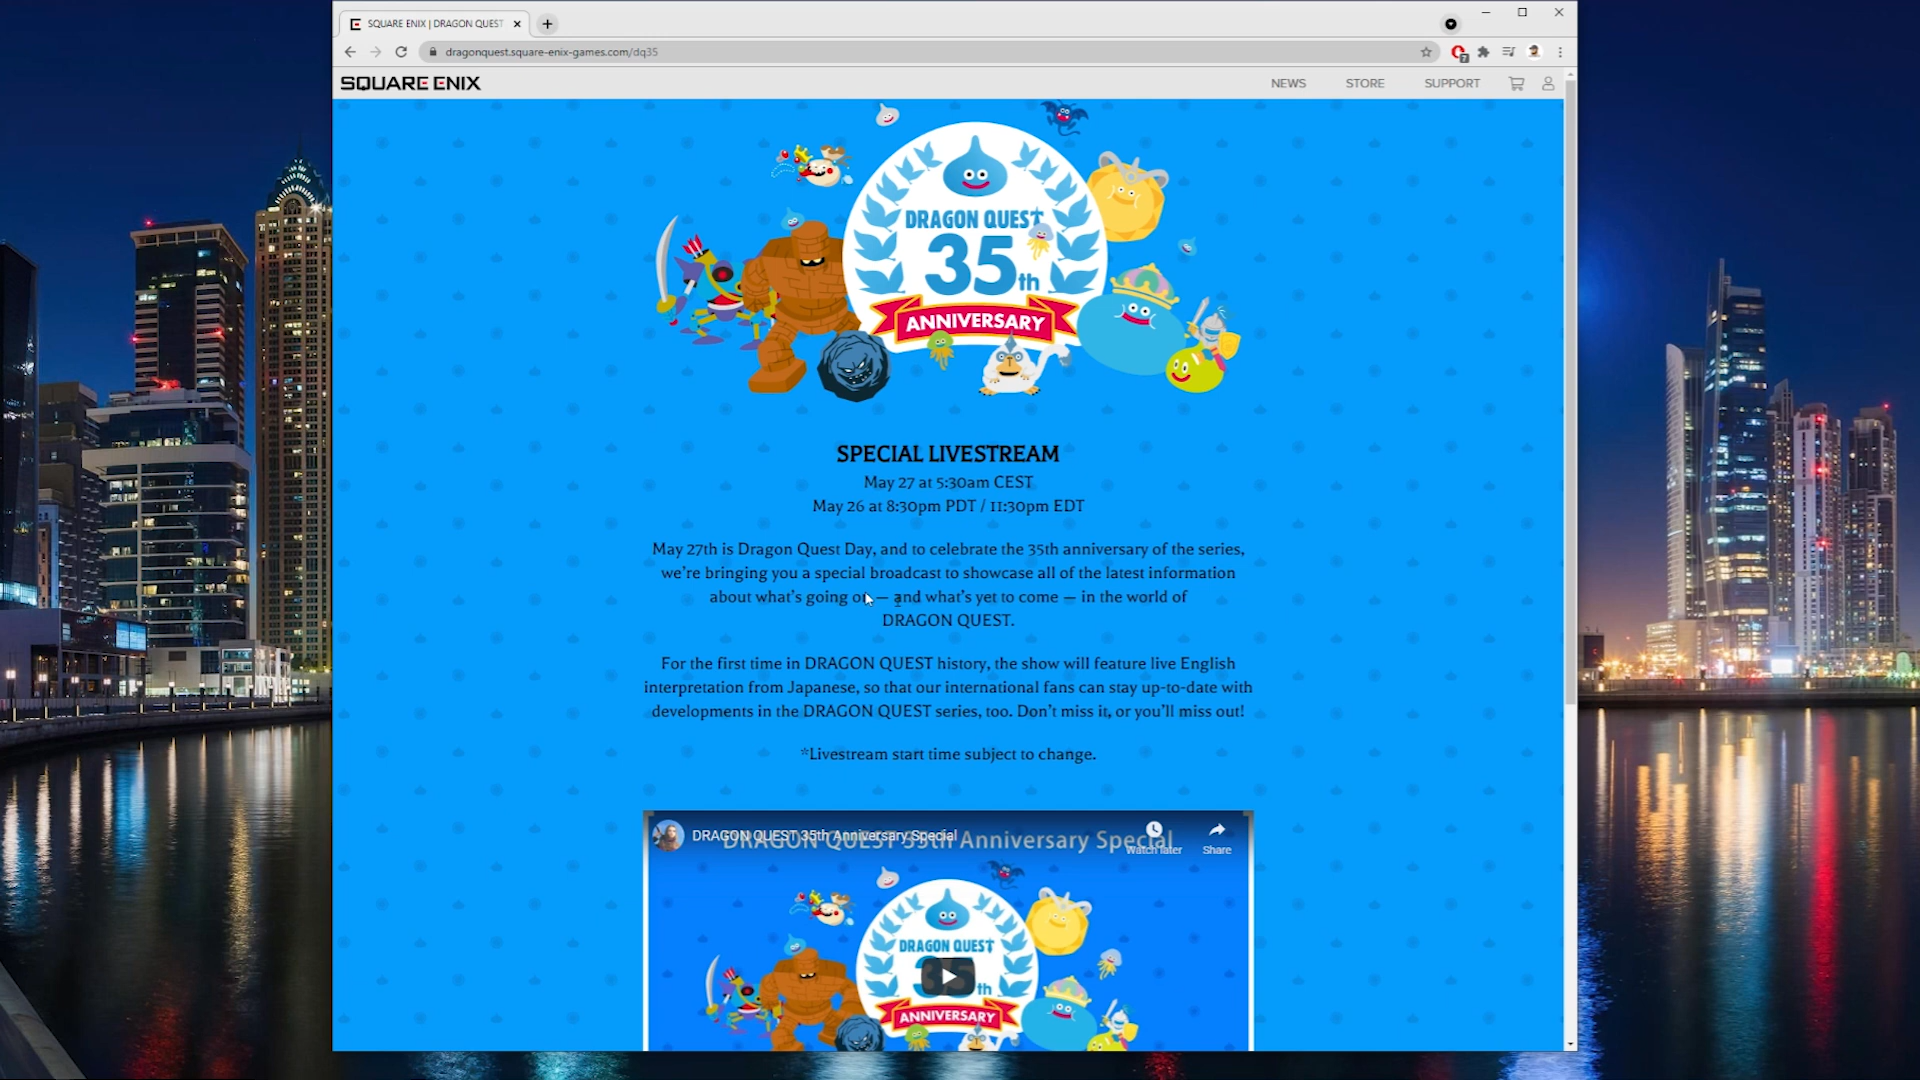 SQUARE ENIX | DRAGON QUEST
dragonquest.square-enix-games.com/dq35
7
SQUARE ENIX
NEWS
STORE
SUPPORT
DRAGON QUEST
35th
ANNIVERSARY
SPECIAL LIVESTREAM
May 27 at 5:30am CEST
May 26 at 8:30pm PDT / 11:30pm EDT
May 27th is Dragon Quest Day, and to celebrate the 35th anniversary of the series,
we're bringing you a special broadcast to showcase all of the latest information
about what's going on — and what's yet to come — in the world of
DRAGON QUEST.
For the first time in DRAGON QUEST history, the show will feature live English
interpretation from Japanese, so that our international fans can stay up-to-date with
developments in the DRAGON QUEST series, too. Don't miss it, or you'll miss out!
*Livestream start time subject to change.
DRAGON QUEST 35th Anniversary Special
DRAGON QUEST 35th Anniversary Special
Watch later
Share
DRAGON QUEST
35th
ANNIVERSARY